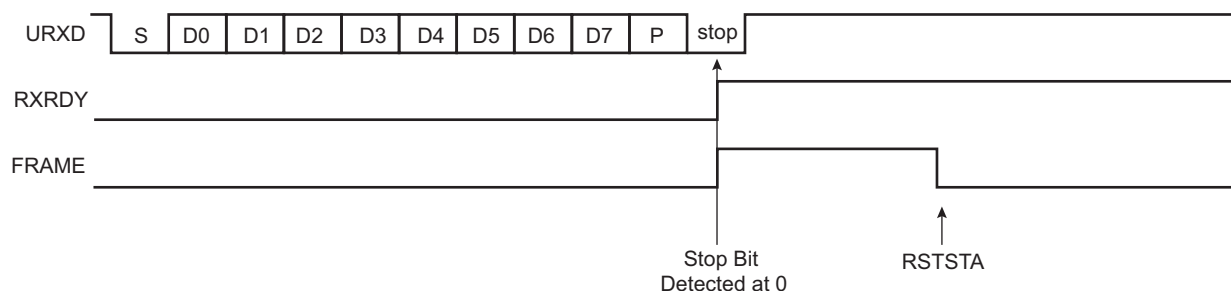 URXD S D0 D1 D2 D3 D4 D5 D6 D7 P stop
RXRDY
FRAME
Stop Bit
Detected at 0
RSTSTA